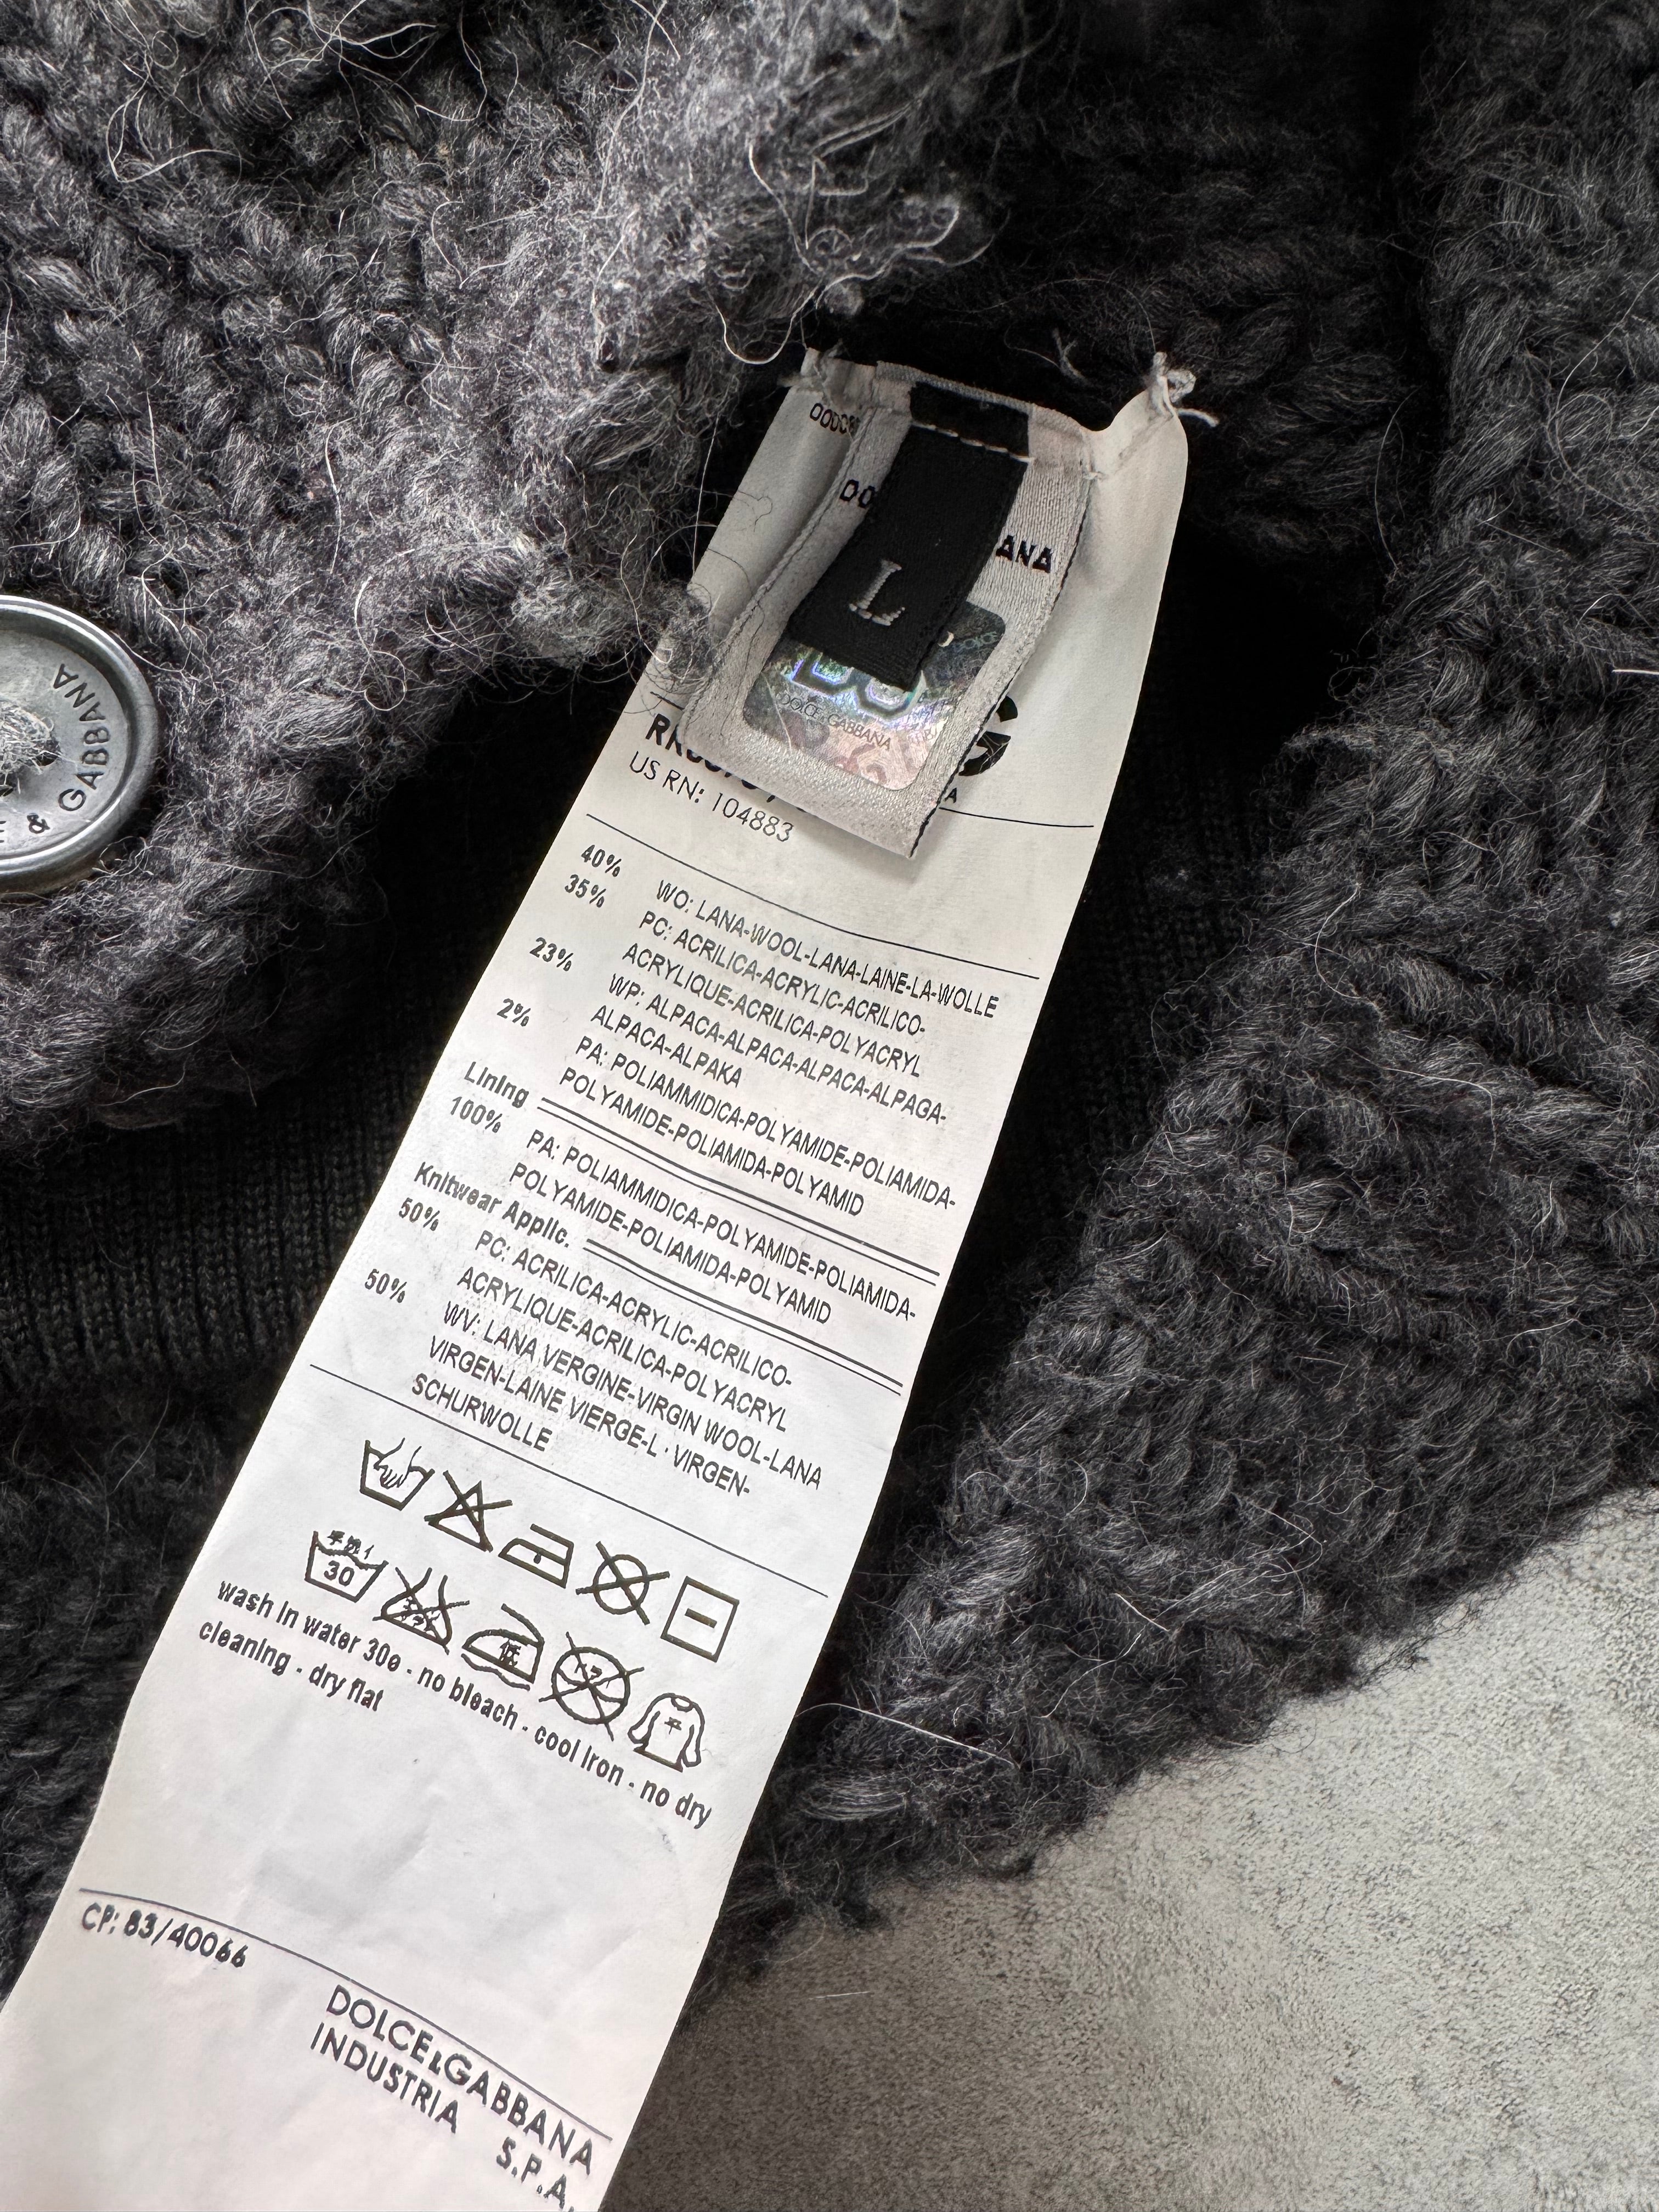 L
ANA
DOLCE GABBANA
US RN: 104883
40% WO: LANA-WOOL-LANA-LAINE-LA-WOLLE
35% PC: ACRILICA-ACRYLIC-ACRILICO-
ACRYLIQUE-ACRILICA-POLYACRYL
23% WP: ALPACA-ALPACA-ALPACA-ALPAGA-
ALPACA-ALPAKA
2% PA: POLIAMMIDICA-POLYAMIDE-POLIAMIDA-
POLYAMIDE-POLIAMIDA-POLYAMID
Lining
100% PA: POLIAMMIDICA-POLYAMIDE-POLIAMIDA-
POLYAMIDE-POLIAMIDA-POLYAMID
Knitwear Applic.
50% PC: ACRILICA-ACRYLIC-ACRILICO-
ACRYLIQUE-ACRILICA-POLYACRYL
50% WV: LANA VERGINE-VIRGIN WOOL-LANA
VIRGEN-LAINE VIERGE-L· VIRGEN-
SCHURWOLLE
30 低 平
wash in water 30e - no bleach - cool iron - no dry
cleaning - dry flat
CP: 83/40066
DOLCE&GABBANA
INDUSTRIA S.P.A.
& GABBANA